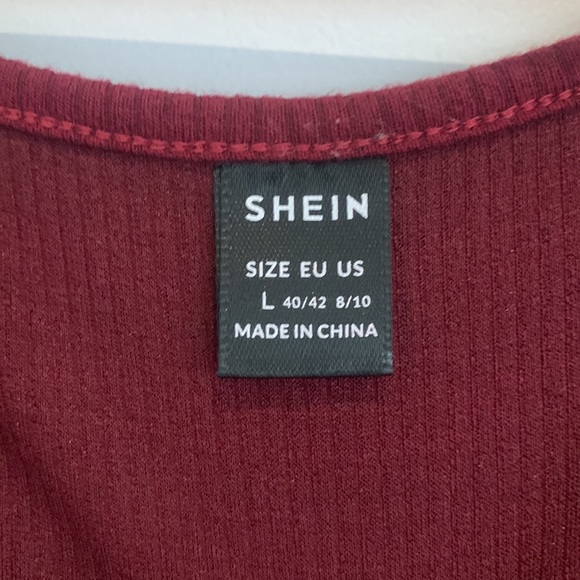 SHEIN
SIZE EU US
L 40/42 8/10
MADE IN CHINA